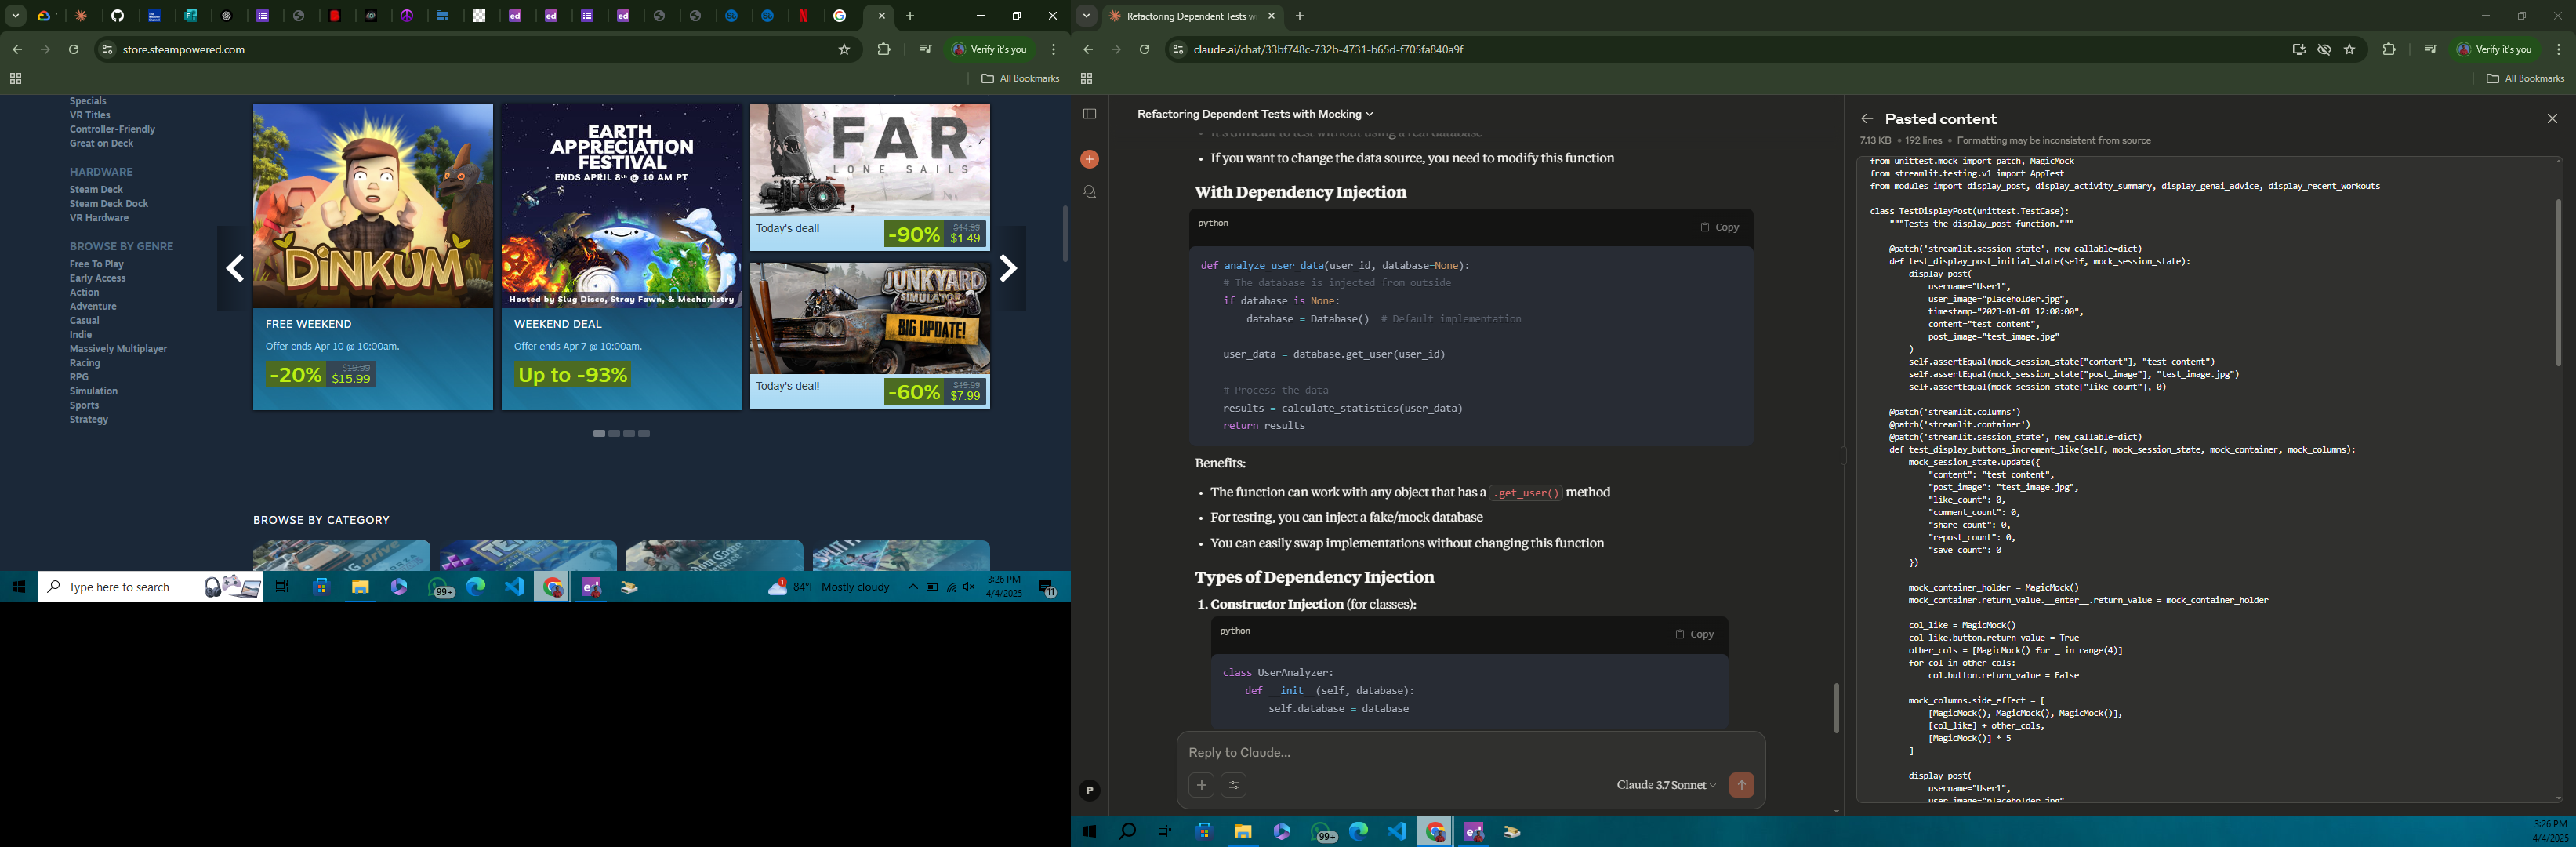 store.steampowered.com
Verify it's you
All Bookmarks
Specials
VR Titles
Controller-Friendly
Great on Deck
HARDWARE
Steam Deck
Steam Deck Dock
VR Hardware
BROWSE BY GENRE
Free To Play
Early Access
Action
Adventure
Casual
Indie
Massively Multiplayer
Racing
RPG
Simulation
Sports
Strategy
DINKUM
FREE WEEKEND
Offer ends Apr 10 @ 10:00am.
-20%
$19.99
$15.99
EARTH
APPRECIATION
FESTIVAL
ENDS APRIL 8th @ 10 AM PT
Hosted by Slug Disco, Stray Fawn, & Mechanistry
WEEKEND DEAL
Offer ends Apr 7 @ 10:00am.
Up to -93%
FAR
LONE SAILS
Today's deal!
-90%
$14.99
$1.49
JUNKYARD
SIMULATOR
BIG UPDATE!
Today's deal!
-60%
$19.99
$7.99
BROWSE BY CATEGORY
Type here to search
99+
1
84°F Mostly cloudy
3:26 PM
4/4/2025
11
Refactoring Dependent Tests wi
claude.ai/chat/33bf748c-732b-4731-b65d-f705fa840a9f
Verify it's you
All Bookmarks
Refactoring Dependent Tests with Mocking
It's difficult to test without using a real database
If you want to change the data source, you need to modify this function
With Dependency Injection
python
Copy
def analyze_user_data(user_id, database=None):
# The database is injected from outside
if database is None:
database = Database() # Default implementation
user_data = database.get_user(user_id)
# Process the data
results = calculate_statistics(user_data)
return results
Benefits:
The function can work with any object that has a .get_user() method
For testing, you can inject a fake/mock database
You can easily swap implementations without changing this function
Types of Dependency Injection
1. Constructor Injection (for classes):
python
Copy
class UserAnalyzer:
def __init__(self, database):
self.database = database
Reply to Claude...
Claude 3.7 Sonnet
P
Pasted content
7.13 KB • 192 lines • Formatting may be inconsistent from source
from unittest.mock import patch, MagicMock
from streamlit.testing.v1 import AppTest
from modules import display_post, display_activity_summary, display_genai_advice, display_recent_workouts
class TestDisplayPost(unittest.TestCase):
"""Tests the display_post function."""
@patch('streamlit.session_state', new_callable=dict)
def test_display_post_initial_state(self, mock_session_state):
display_post(
username="User1",
user_image="placeholder.jpg",
timestamp="2023-01-01 12:00:00",
content="test content",
post_image="test_image.jpg"
)
self.assertEqual(mock_session_state["content"], "test content")
self.assertEqual(mock_session_state["post_image"], "test_image.jpg")
self.assertEqual(mock_session_state["like_count"], 0)
@patch('streamlit.columns')
@patch('streamlit.container')
@patch('streamlit.session_state', new_callable=dict)
def test_display_buttons_increment_like(self, mock_session_state, mock_container, mock_columns):
mock_session_state.update({
"content": "test content",
"post_image": "test_image.jpg",
"like_count": 0,
"comment_count": 0,
"share_count": 0,
"repost_count": 0,
"save_count": 0
})
mock_container_holder = MagicMock()
mock_container.return_value.__enter__.return_value = mock_container_holder
col_like = MagicMock()
col_like.button.return_value = True
other_cols = [MagicMock() for _ in range(4)]
for col in other_cols:
col.button.return_value = False
mock_columns.side_effect = [
[MagicMock(), MagicMock(), MagicMock()],
[col_like] + other_cols,
[MagicMock()] * 5
]
display_post(
username="User1",
user_image="placeholder.jpg"
99+
3:26 PM
4/4/2025